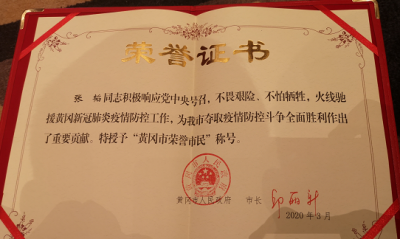 荣誉证书
张韬同志积极响应党中央号召，不畏艰险、不怕牺牲，火线驰
援黄冈新冠肺炎疫情防控工作，为我市夺取疫情防控斗争全面胜利作出
了重要贡献。特授予“黄冈市荣誉市民”称号。
黄冈市人民政府 市长
2020年3月